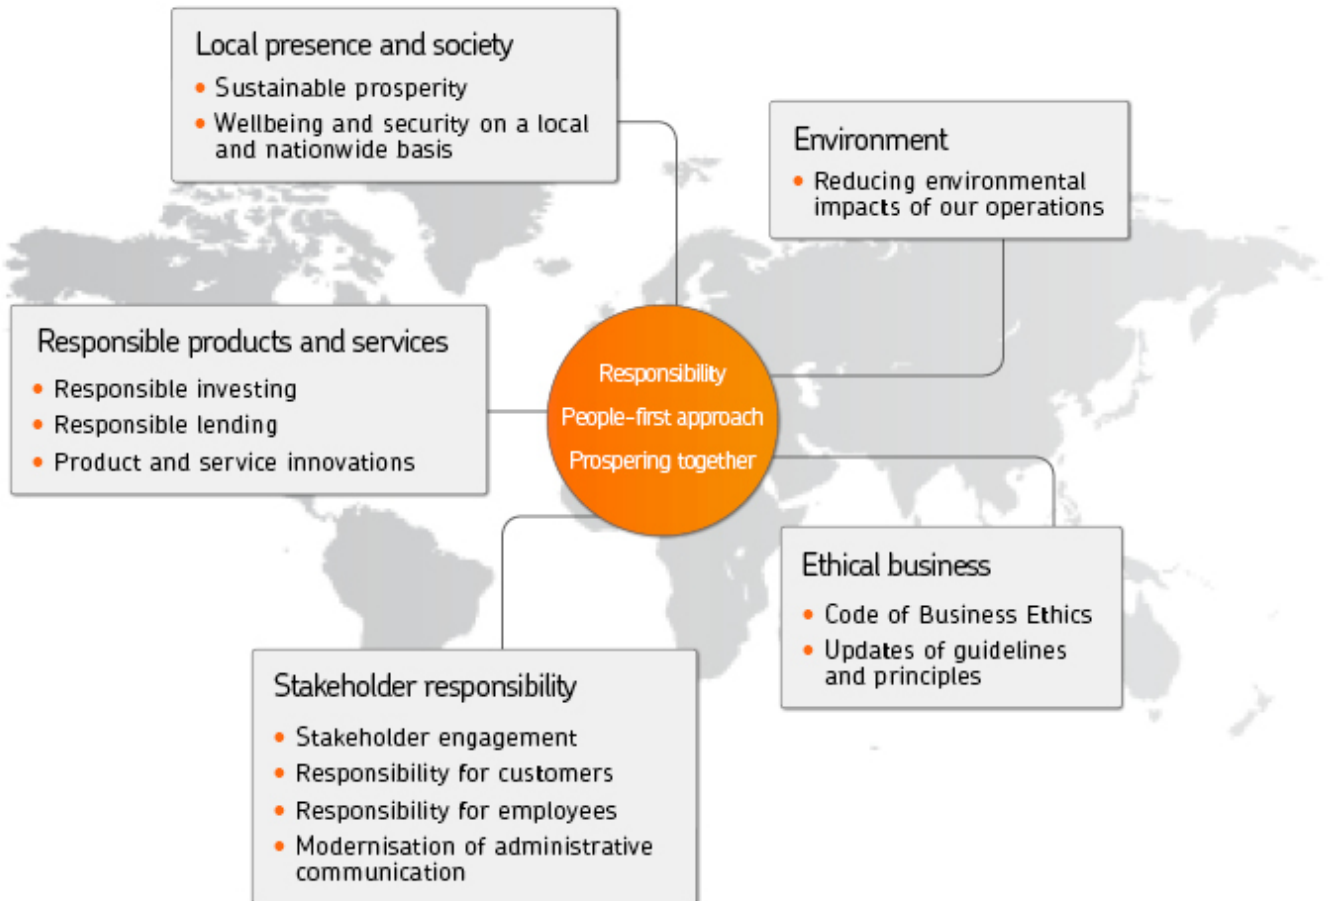 Local presence and society
• Sustainable prosperity
• Wellbeing and security on a local
and nationwide basis
Environment
• Reducing environmental
impacts of our operations
Responsible products and services
• Responsible investing
• Responsible lending
• Product and service innovations
Responsibility
People-first approach
Prospering together
Ethical business
• Code of Business Ethics
• Updates of guidelines
and principles
Stakeholder responsibility
• Stakeholder engagement
• Responsibility for customers
• Responsibility for employees
• Modernisation of administrative
communication